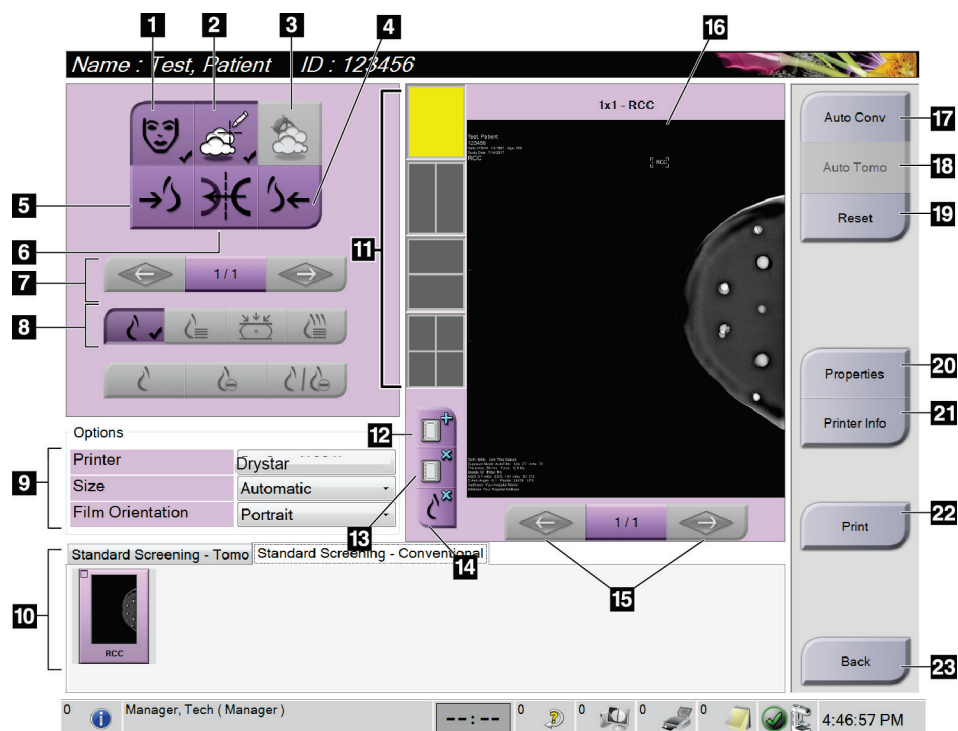 1
2
3
4
16
Name : Test, Patient ID : 123456
1x1 - RCC
Test, Patient
123456
RCC
[ RCC ]
Auto Conv
17
Auto Tomo
18
Reset
19
5
6
11
7
1 / 1
8
Properties
20
Printer Info
21
Options
12
Printer
Drystar
9
Size
Automatic
Film Orientation
Portrait
13
14
1 / 1
15
Print
22
Standard Screening - Tomo
Standard Screening - Conventional
10
RCC
Back
23
0
Manager, Tech ( Manager )
--:--
0
0
0
0
4:46:57 PM